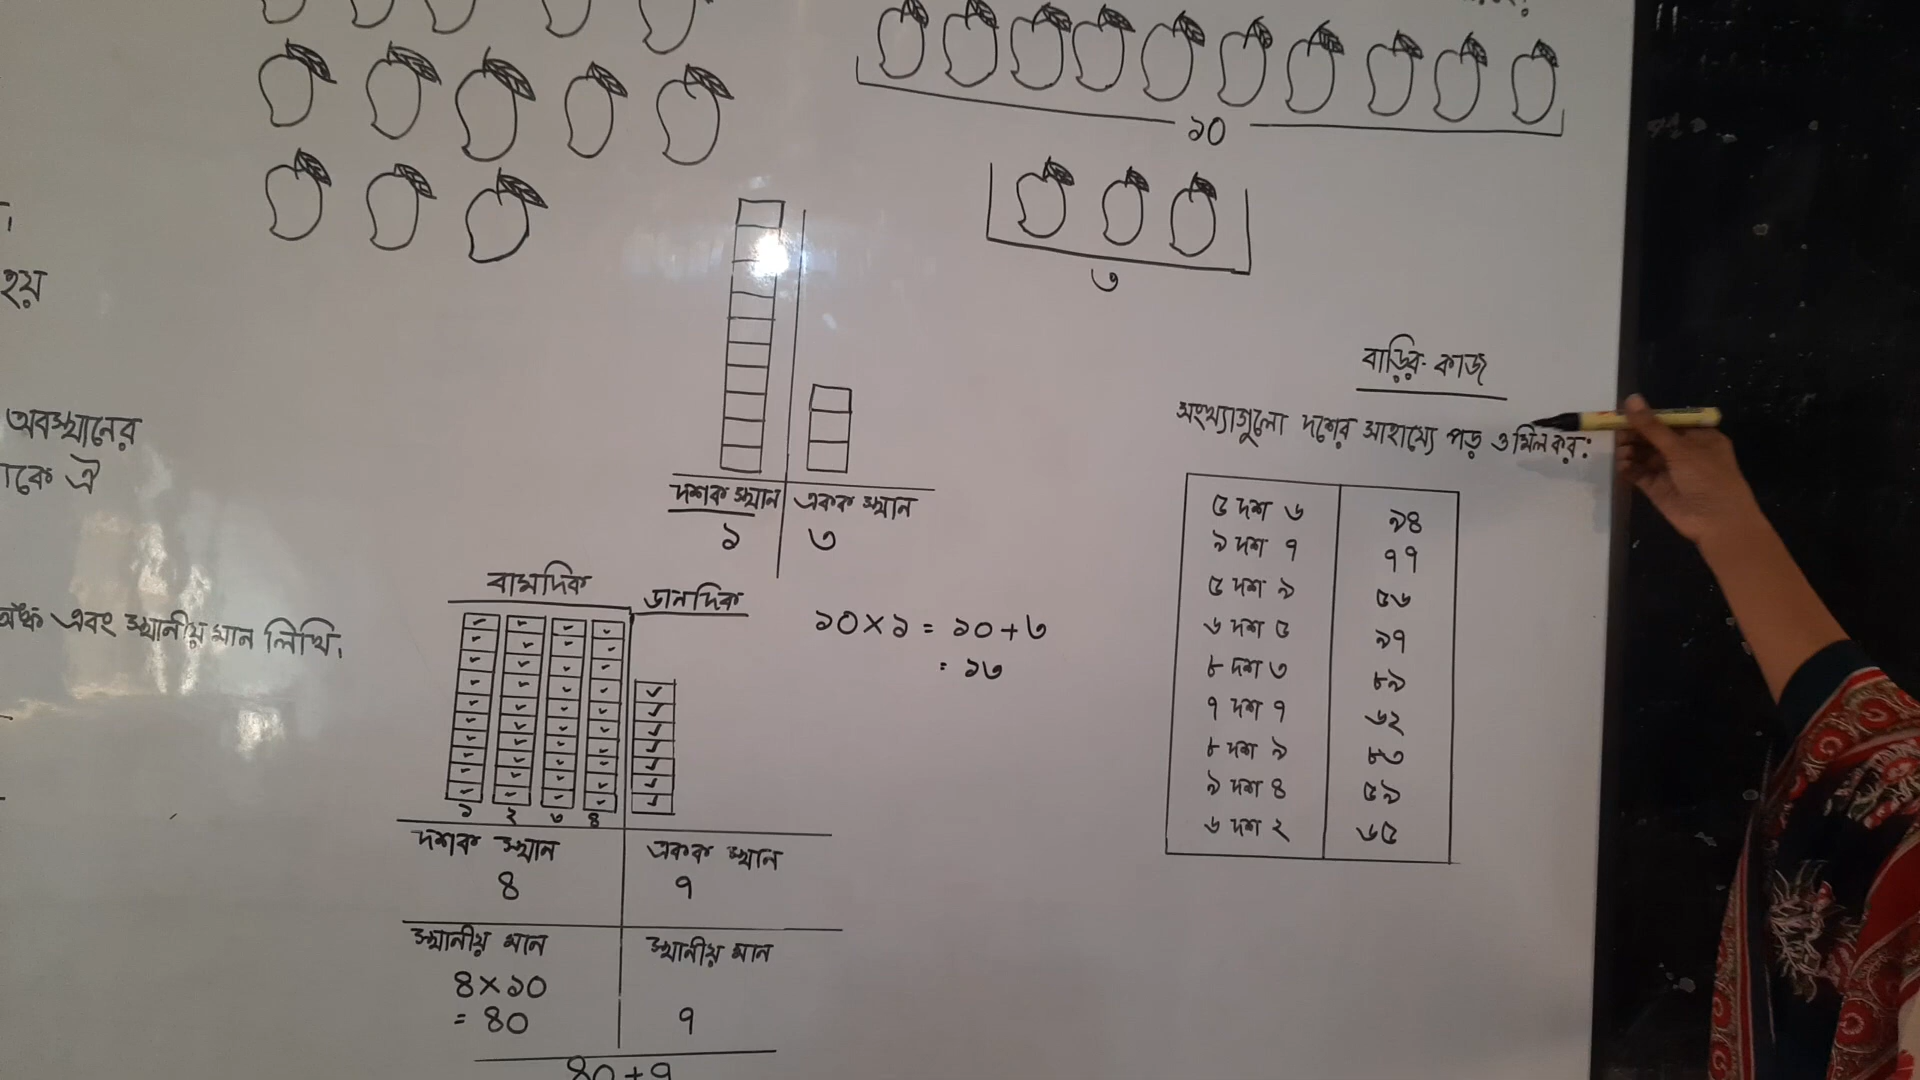 ১০
৩
হয়
অবস্থানের
ঐ
এবং স্থানীয় মান লিখি।
দশক স্থান | একক স্থান
১ | ৩
বামদিক ডানদিক
১ ২ ৩ ৪
দশক স্থান | একক স্থান
৪ | ৭
স্থানীয় মান | স্থানীয় মান
৪×১০
= ৪০ | ৭
৪০+৭
১০×১ = ১০+৩
= ১৩
বাড়ির কাজ
সংখ্যাগুলো দশের সাহায্যে পড় ও মিল কর:
৫ দশ ৬ | ৯৪
৯ দশ ৭ | ৭৭
৫ দশ ৯ | ৫৬
৬ দশ ৫ | ৯৭
৮ দশ ৩ | ৮৯
৭ দশ ৭ | ৬২
৮ দশ ৯ | ৮৩
৯ দশ ৪ | ৫৯
৬ দশ ২ | ৬৫